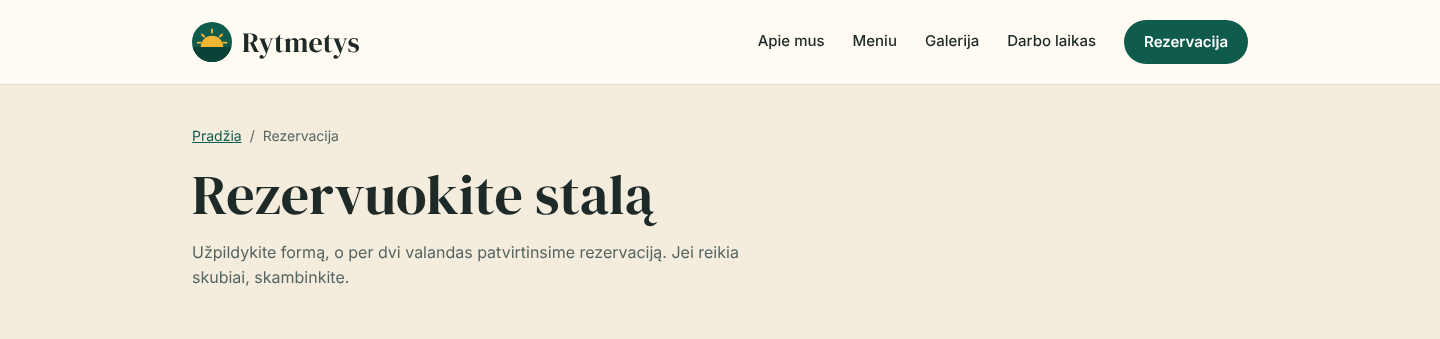 Rytmetys
Apie mus
Meniu
Galerija
Darbo laikas
Rezervacija
Pradžia / Rezervacija
Rezervuokite stalą
Užpildykite formą, o per dvi valandas patvirtinsime rezervaciją. Jei reikia
skubiai, skambinkite.